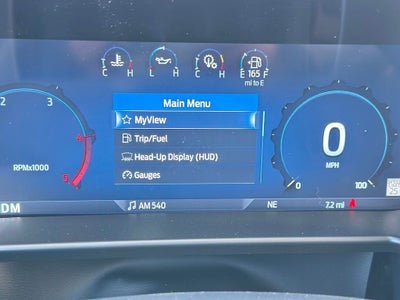 C H L H C H E 165 F
mi to E
Main Menu
MyView
Trip/Fuel
Head-Up Display (HUD)
Gauges
2 3
4
5
RPMx1000
0
MPH
0 100
DM
AM 540
NE
7.2 mi
25